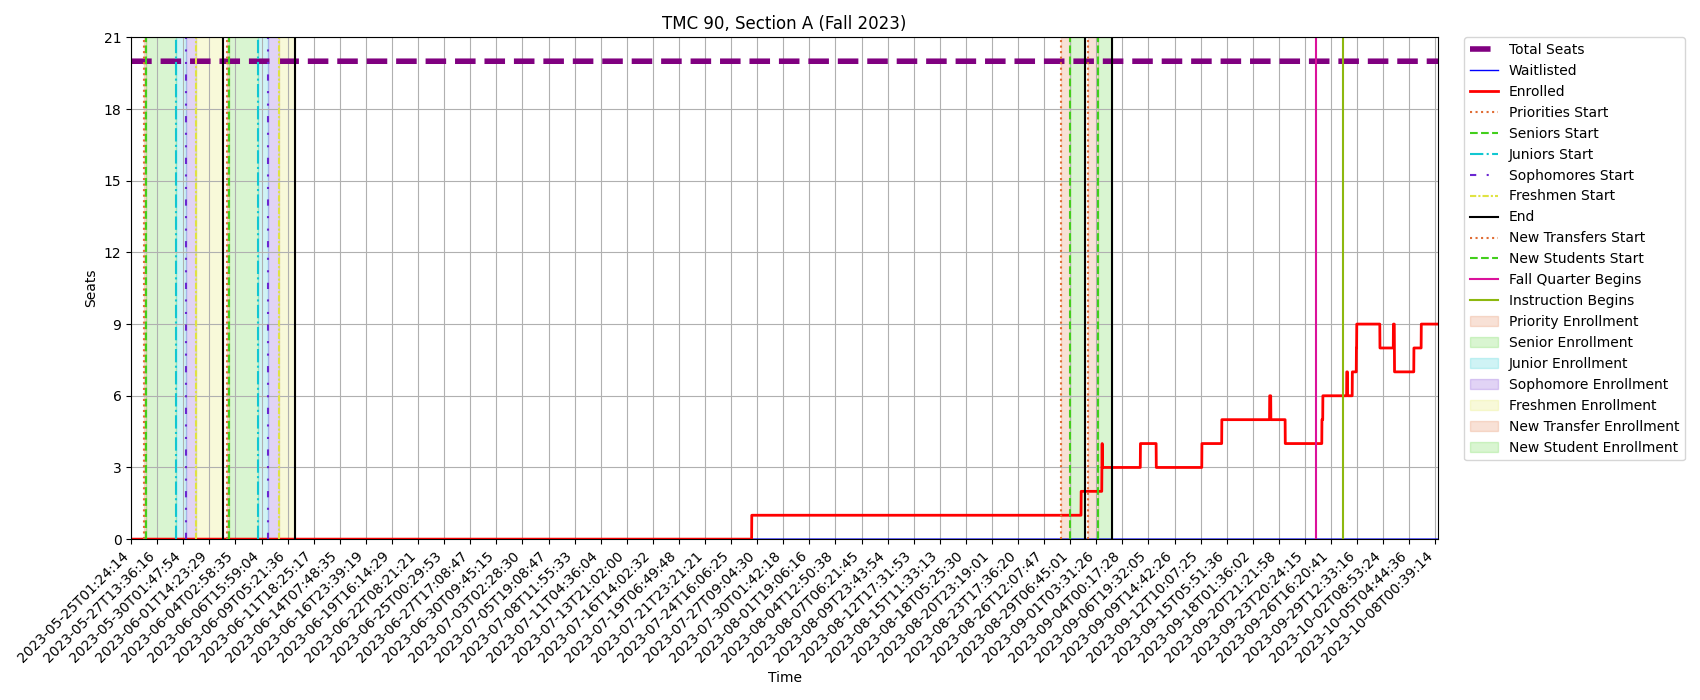 TMC 90, Section A (Fall 2023)
21
18
15
12
9
6
3
0
Seats
2023-05-25T01:24:14
2023-05-27T13:36:16
2023-05-30T01:47:54
2023-06-01T14:23:29
2023-06-04T02:58:35
2023-06-06T15:59:04
2023-06-09T05:21:36
2023-06-11T18:25:17
2023-06-14T07:48:35
2023-06-16T23:39:19
2023-06-19T16:14:29
2023-06-22T08:21:21
2023-06-25T00:29:53
2023-06-27T17:08:47
2023-06-30T09:45:15
2023-07-03T02:28:30
2023-07-05T19:08:47
2023-07-08T11:55:33
2023-07-11T04:36:04
2023-07-13T21:02:00
2023-07-16T14:02:32
2023-07-19T06:49:48
2023-07-21T23:21:21
2023-07-24T16:06:25
2023-07-27T09:04:30
2023-07-30T01:42:18
2023-08-01T19:06:16
2023-08-04T12:50:38
2023-08-07T06:21:45
2023-08-09T23:43:54
2023-08-12T17:31:53
2023-08-15T11:33:13
2023-08-18T05:25:30
2023-08-20T23:19:01
2023-08-23T17:36:20
2023-08-26T12:07:47
2023-08-29T06:45:01
2023-09-01T03:31:26
2023-09-04T00:17:28
2023-09-06T19:32:05
2023-09-09T14:42:26
2023-09-12T10:07:25
2023-09-15T05:51:36
2023-09-18T01:36:02
2023-09-20T21:21:58
2023-09-23T20:24:15
2023-09-26T16:20:41
2023-09-29T12:33:16
2023-10-02T08:53:24
2023-10-05T04:44:36
2023-10-08T00:39:14
Time
Total Seats
Waitlisted
Enrolled
Priorities Start
Seniors Start
Juniors Start
Sophomores Start
Freshmen Start
End
New Transfers Start
New Students Start
Fall Quarter Begins
Instruction Begins
Priority Enrollment
Senior Enrollment
Junior Enrollment
Sophomore Enrollment
Freshmen Enrollment
New Transfer Enrollment
New Student Enrollment